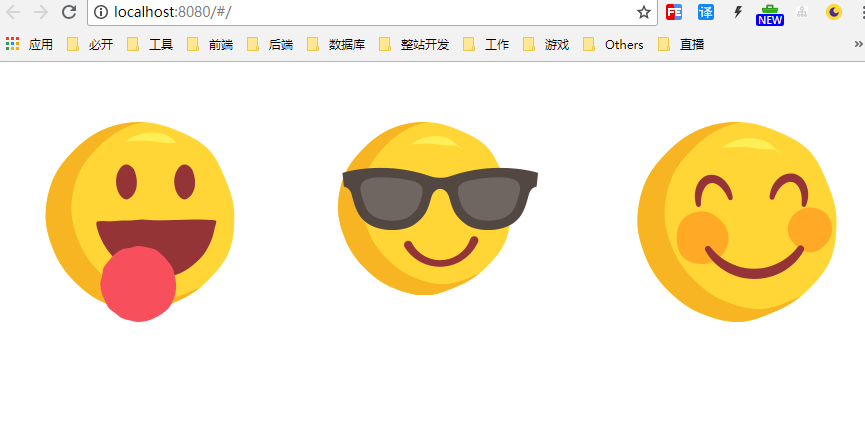 localhost:8080/#/
FE 译 NEW
应用 必开 工具 前端 后端 数据库 整站开发 工作 游戏 Others 直播 »